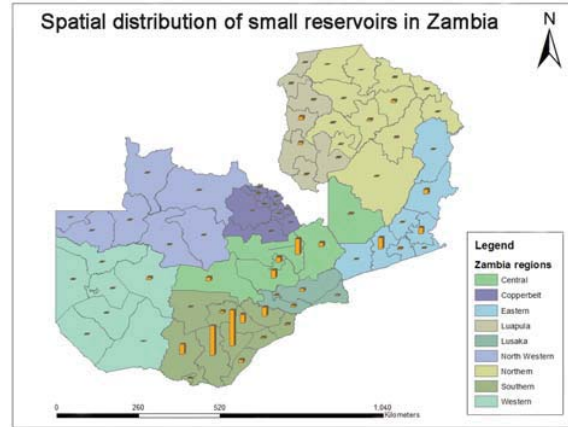 Spatial distribution of small reservoirs in Zambia
N
Legend
Zambia regions
Central
Copperbelt
Eastern
Luapula
Lusaka
North Western
Northern
Southern
Western
0 260 520 1,040
Kilometers